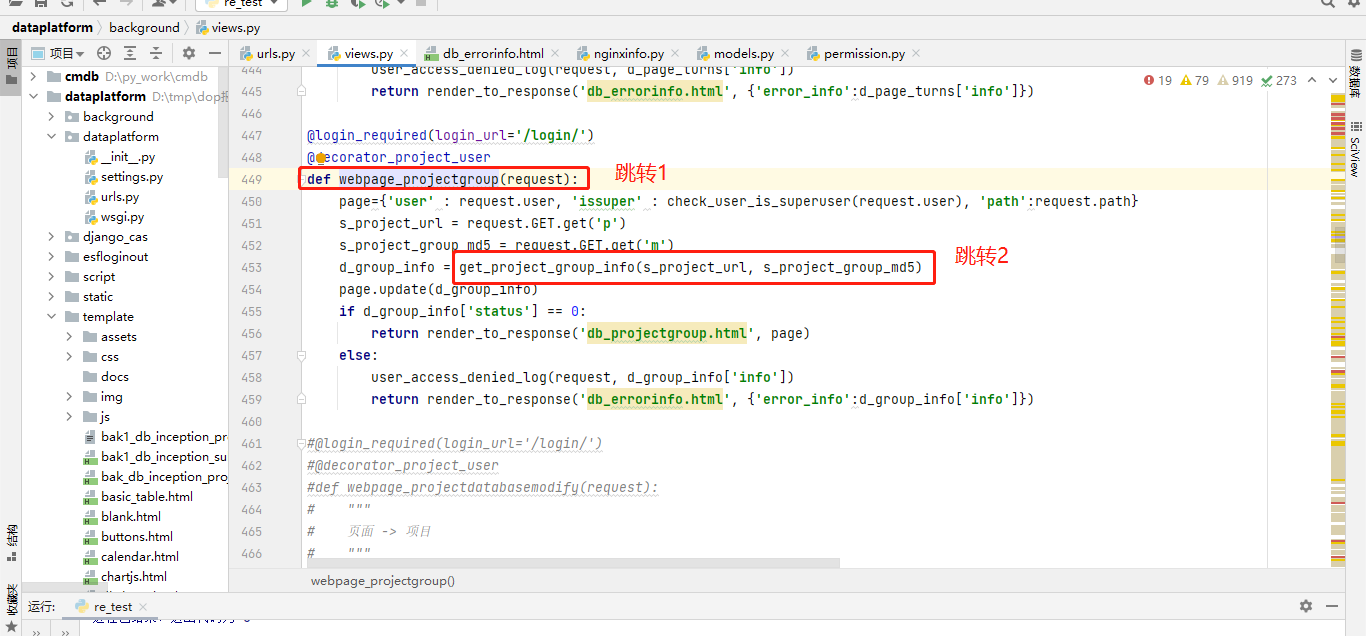 re_test
dataplatform
background
views.py
项目
项目
urls.py
views.py
db_errorinfo.html
nginxinfo.py
models.py
permission.py
cmdb D:\py_work\cmdb
dataplatform D:\tmp\dop
background
dataplatform
__init__.py
settings.py
urls.py
wsgi.py
django_cas
esfloginout
script
static
template
assets
css
docs
img
js
bak1_db_inception_pr
bak1_db_inception_su
bak_db_inception_proj
basic_table.html
blank.html
buttons.html
calendar.html
chartjs.html
19 79 919 273
444 user_access_denied_log(request, d_page_turns['info'])
445 return render_to_response('db_errorinfo.html', {'error_info':d_page_turns['info']})
446
447 @login_required(login_url='/login/')
448 @decorator_project_user
449 def webpage_projectgroup(request):
跳转1
450 page={'user' : request.user, 'issuper' : check_user_is_superuser(request.user), 'path':request.path}
451 s_project_url = request.GET.get('p')
452 s_project_group_md5 = request.GET.get('m')
453 d_group_info = get_project_group_info(s_project_url, s_project_group_md5)
跳转2
454 page.update(d_group_info)
455 if d_group_info['status'] == 0:
456 return render_to_response('db_projectgroup.html', page)
457 else:
458 user_access_denied_log(request, d_group_info['info'])
459 return render_to_response('db_errorinfo.html', {'error_info':d_group_info['info']})
460
461 #@login_required(login_url='/login/')
462 #@decorator_project_user
463 #def webpage_projectdatabasemodify(request):
464 # """
465 # 页面 -> 项目
466 # """
webpage_projectgroup()
数据库
SciView
结构
收藏夹
运行:
re_test